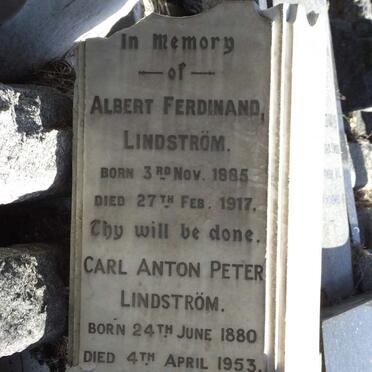 In Memory
of
ALBERT FERDINAND,
LINDSTRÖM.
BORN 3RD NOV. 1885
DIED 27TH FEB. 1917.
Thy will be done.
CARL ANTON PETER
LINDSTRÖM.
BORN 24TH JUNE 1880
DIED 4TH APRIL 1953.